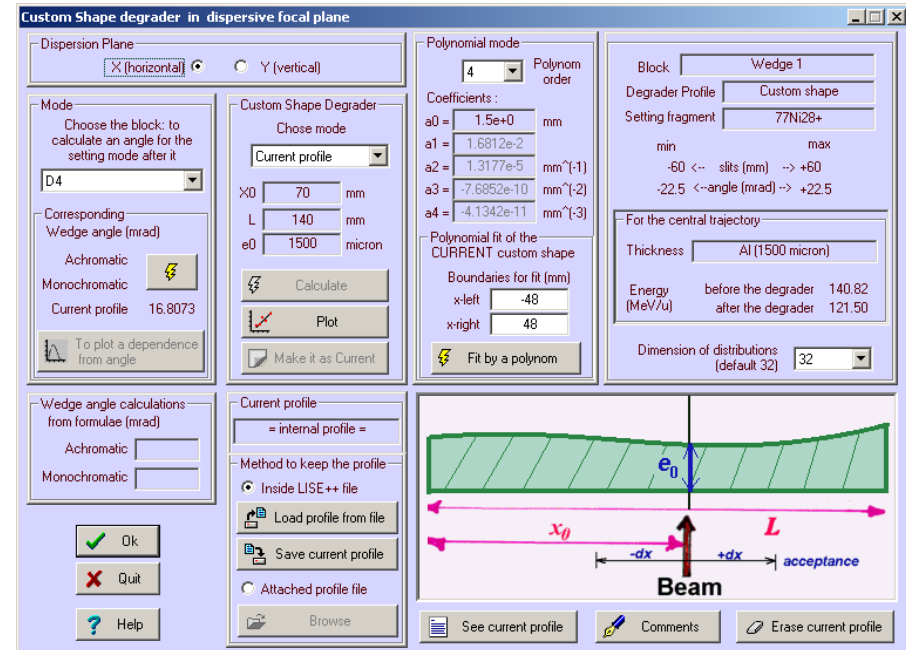 Custom Shape degrader in dispersive focal plane
Dispersion Plane
X (horizontal)
Y (vertical)
Mode
Choose the block: to
calculate an angle for the
setting mode after it
D4
Corresponding
Wedge angle (mrad)
Achromatic
Monochromatic
Current profile 16.8073
To plot a dependence
from angle
Custom Shape Degrader
Chose mode
Current profile
X0 70 mm
L 140 mm
e0 1500 micron
Calculate
Plot
Make it as Current
Polynomial mode
4 Polynom
order
Coefficients :
a0 = 1.5e+0 mm
a1 = 1.6812e-2
a2 = 1.3177e-5 mm^(-1)
a3 = -7.6852e-10 mm^(-2)
a4 = -4.1342e-11 mm^(-3)
Polynomial fit of the
CURRENT custom shape
Boundaries for fit (mm)
x-left -48
x-right 48
Fit by a polynom
Block Wedge 1
Degrader Profile Custom shape
Setting fragment 77Ni28+
min max
-60 <-- slits (mm) --> +60
-22.5 <--angle (mrad) --> +22.5
For the central trajectory
Thickness Al (1500 micron)
Energy before the degrader 140.82
(MeV/u) after the degrader 121.50
Dimension of distributions
(default 32) 32
Wedge angle calculations
from formulae (mrad)
Achromatic
Monochromatic
Ok
Quit
Help
Current profile
= internal profile =
Method to keep the profile
Inside LISE++ file
Load profile from file
Save current profile
Attached profile file
Browse
e0
x0 L
-dx +dx acceptance
Beam
See current profile
Comments
Erase current profile